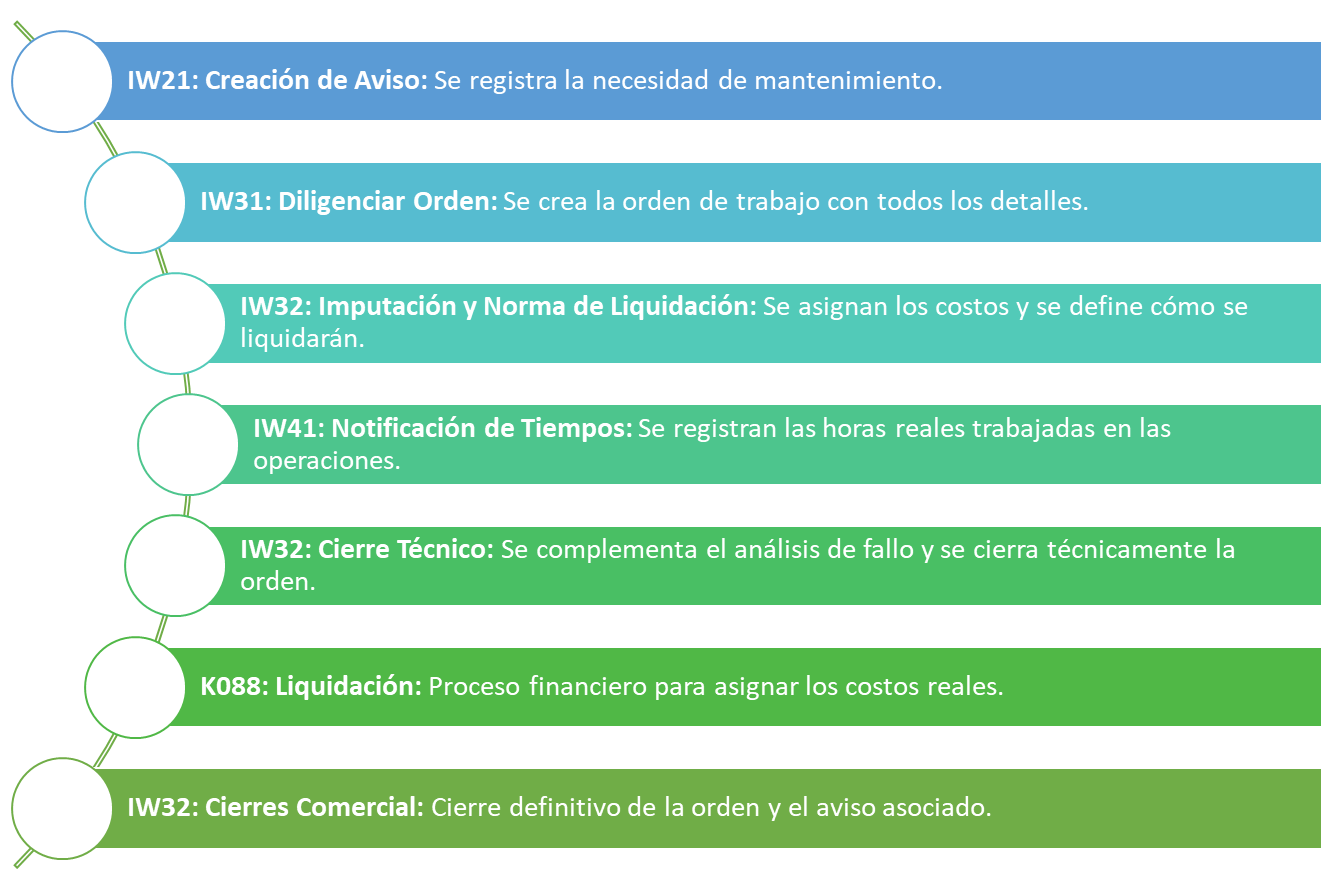 IW21: Creación de Aviso: Se registra la necesidad de mantenimiento.
IW31: Diligenciar Orden: Se crea la orden de trabajo con todos los detalles.
IW32: Imputación y Norma de Liquidación: Se asignan los costos y se define cómo se
liquidarán.
IW41: Notificación de Tiempos: Se registran las horas reales trabajadas en las
operaciones.
IW32: Cierre Técnico: Se complementa el análisis de fallo y se cierra técnicamente la
orden.
K088: Liquidación: Proceso financiero para asignar los costos reales.
IW32: Cierres Comercial: Cierre definitivo de la orden y el aviso asociado.